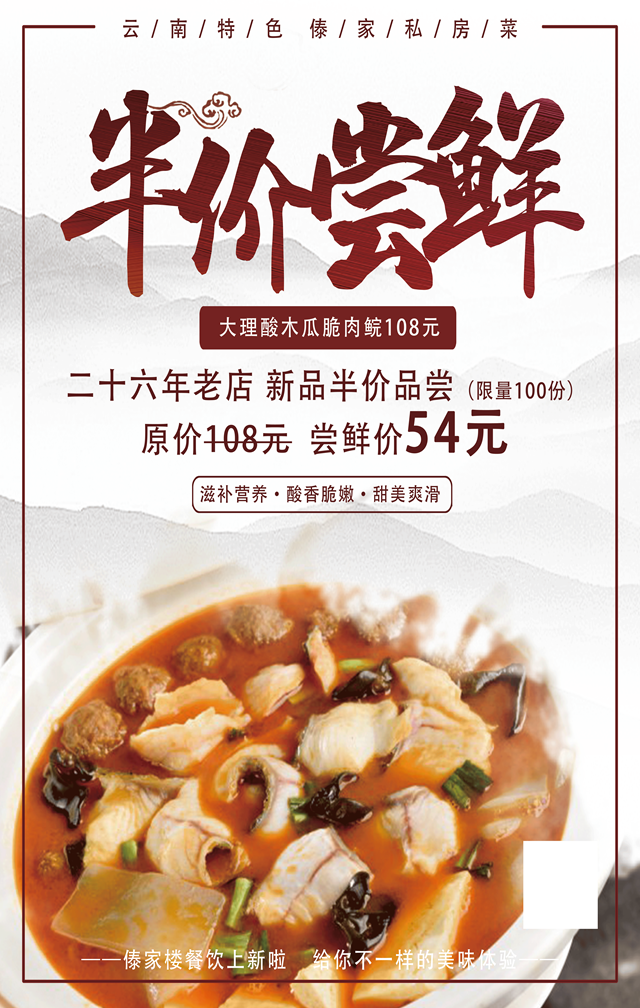 云/南/特/色 傣/家/私/房/菜
半价尝鲜
大理酸木瓜脆肉鲩108元
二十六年老店 新品半价品尝（限量100份）
原价108元 尝鲜价54元
滋补营养·酸香脆嫩·甜美爽滑
——傣家楼餐饮上新啦 给你不一样的美味体验——